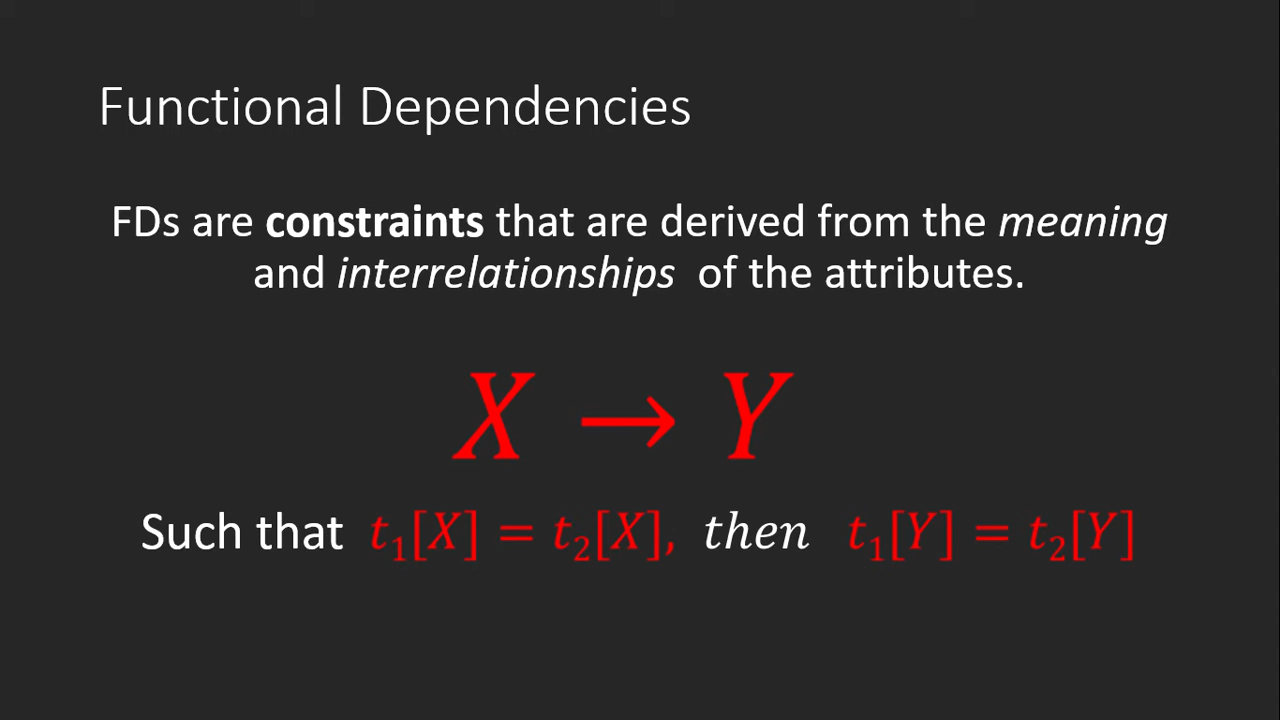 Functional Dependencies
FDs are constraints that are derived from the meaning
and interrelationships of the attributes.
X → Y
Such that t₁[X] = t₂[X], then t₁[Y] = t₂[Y]